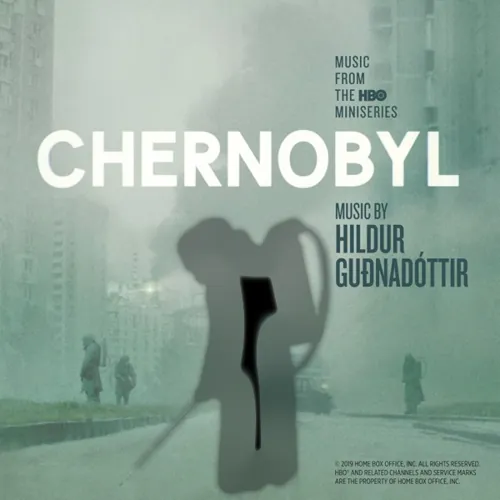 MUSIC
FROM
THE HBO
MINISERIES
CHERNOBYL
MUSIC BY
HILDUR
GUÐNADÓTTIR
© 2019 HOME BOX OFFICE, INC. ALL RIGHTS RESERVED.
HBO® AND RELATED CHANNELS AND SERVICE MARKS
ARE THE PROPERTY OF HOME BOX OFFICE, INC.